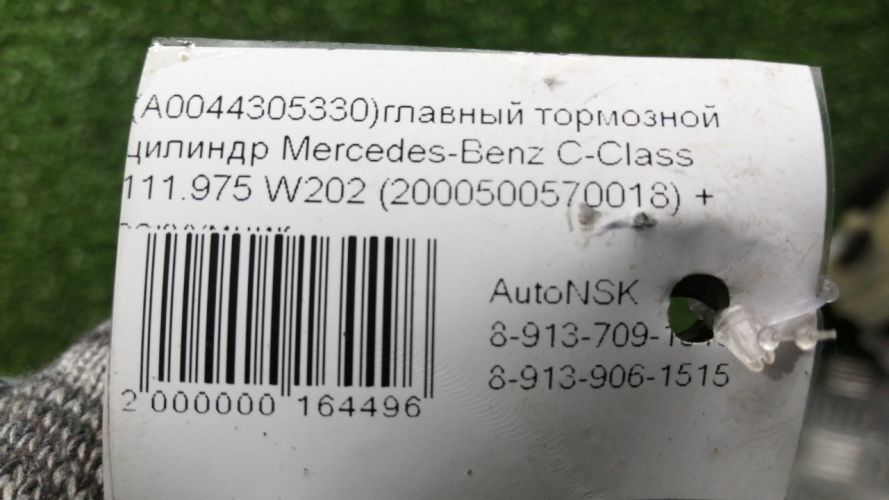 (A0044305330)главный тормозной
цилиндр Mercedes-Benz C-Class
111.975 W202 (2000500570018) +
AutoNSK
8-913-709-
8-913-906-1515
2 000000 164496